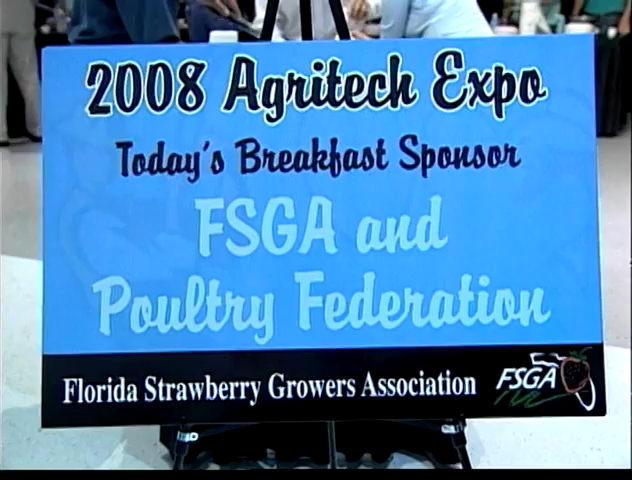 2008 Agritech Expo
Today's Breakfast Sponsor
FSGA and
Poultry Federation
Florida Strawberry Growers Association
FSGA